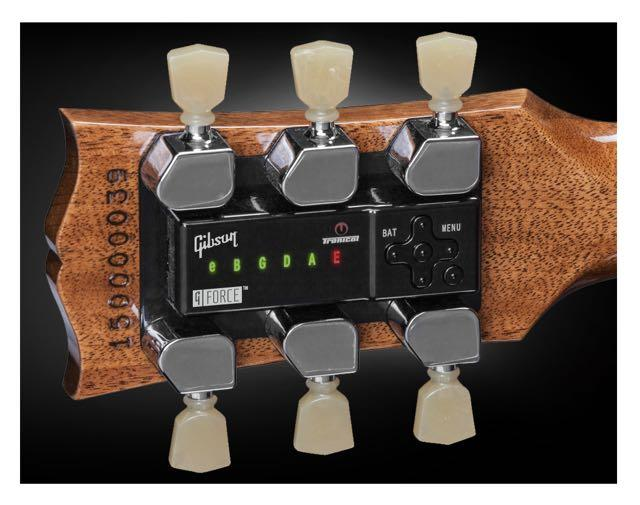 150000039
Gibson
Tronical
e B G D A E
G FORCE™
BAT MENU